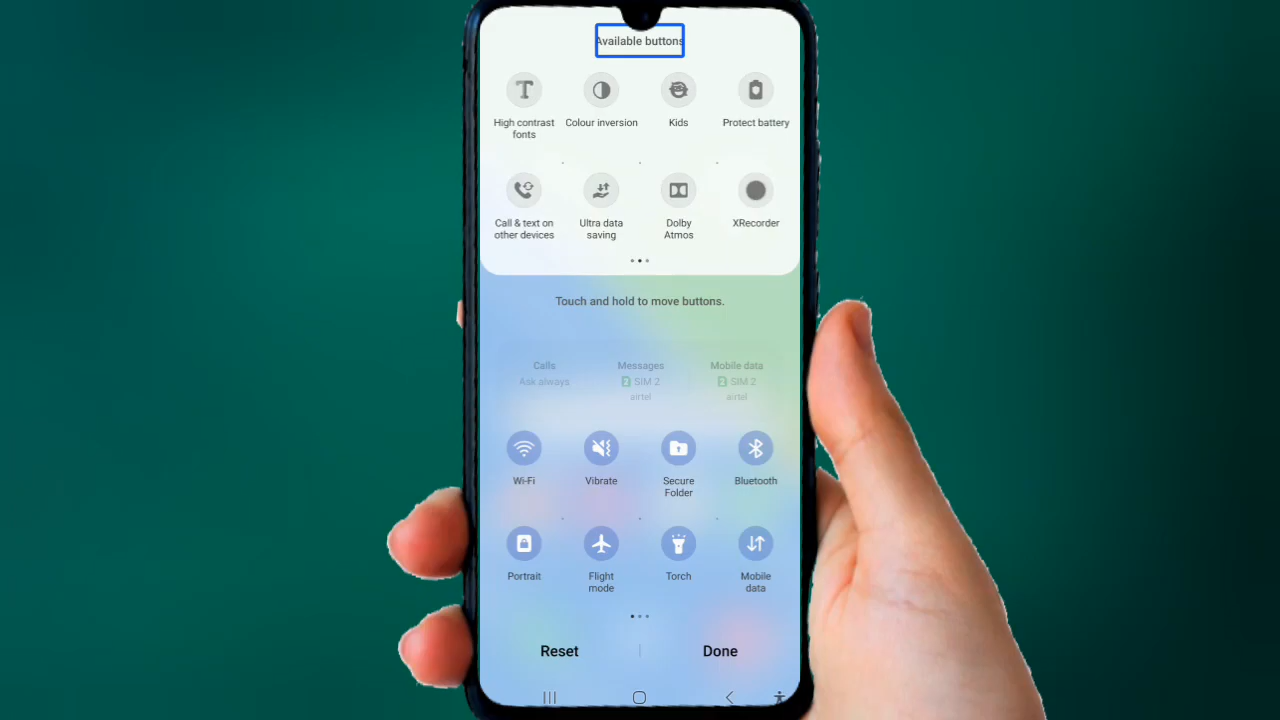 Available buttons
High contrast fonts
Colour inversion
Kids
Protect battery
Call & text on other devices
Ultra data saving
Dolby Atmos
XRecorder
Touch and hold to move buttons.
Calls
Messages
Mobile data
Ask always
2 SIM 2
2 SIM 2
airtel
airtel
Wi-Fi
Vibrate
Secure Folder
Bluetooth
Portrait
Flight mode
Torch
Mobile data
Reset
Done